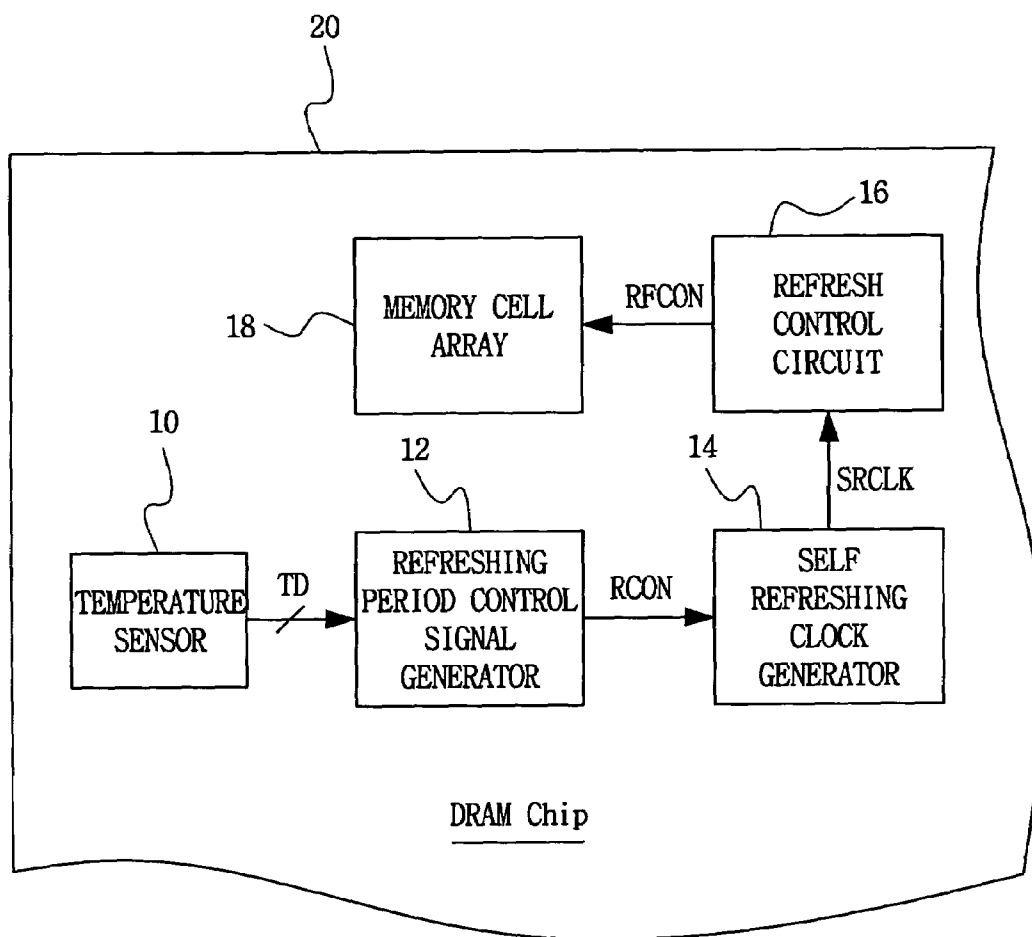 20
16
MEMORY CELL
ARRAY
RFCON
REFRESH
CONTROL
CIRCUIT
18
10
12
14
SRCLK
TEMPERATURE
SENSOR
TD
REFRESHING
PERIOD CONTROL
SIGNAL
GENERATOR
RCON
SELF
REFRESHING
CLOCK
GENERATOR
DRAM Chip